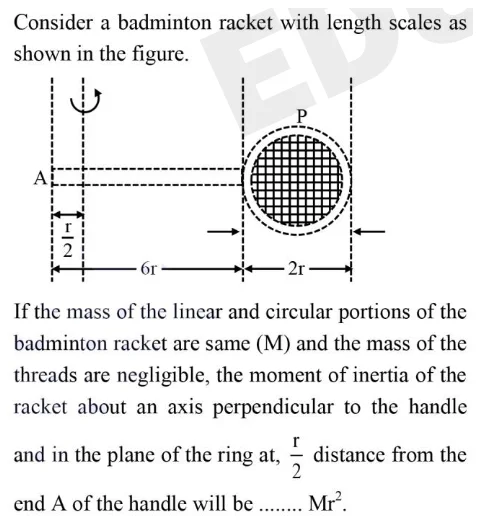 Consider a badminton racket with length scales as
shown in the figure.
P
A
r/2
6r
2r
If the mass of the linear and circular portions of the
badminton racket are same (M) and the mass of the
threads are negligible, the moment of inertia of the
racket about an axis perpendicular to the handle
and in the plane of the ring at, r/2 distance from the
end A of the handle will be ........ Mr².